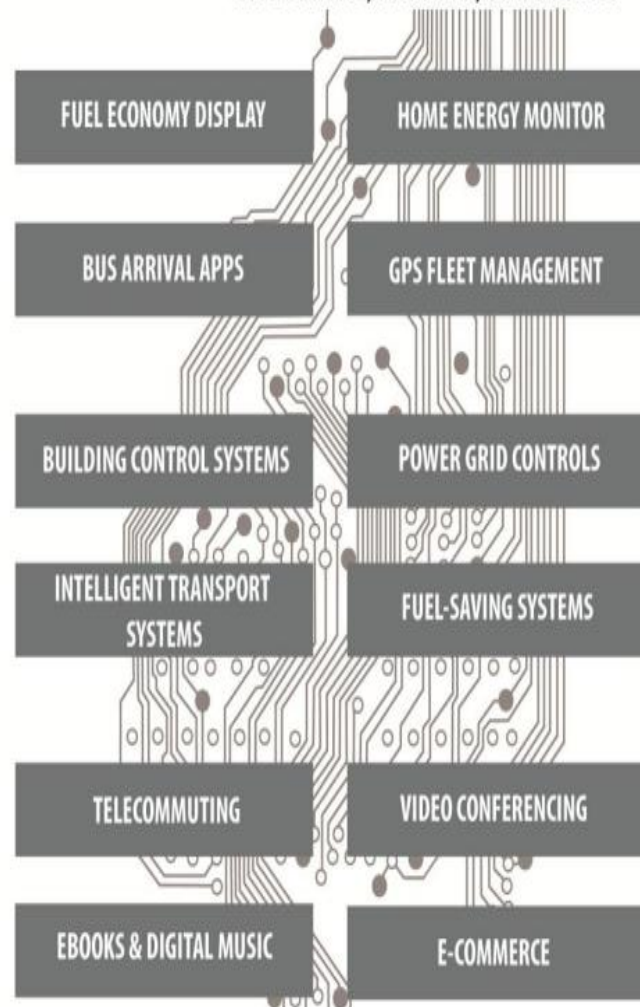 FUEL ECONOMY DISPLAY
HOME ENERGY MONITOR
BUS ARRIVAL APPS
GPS FLEET MANAGEMENT
BUILDING CONTROL SYSTEMS
POWER GRID CONTROLS
INTELLIGENT TRANSPORT
SYSTEMS
FUEL-SAVING SYSTEMS
TELECOMMUTING
VIDEO CONFERENCING
EBOOKS & DIGITAL MUSIC
E-COMMERCE